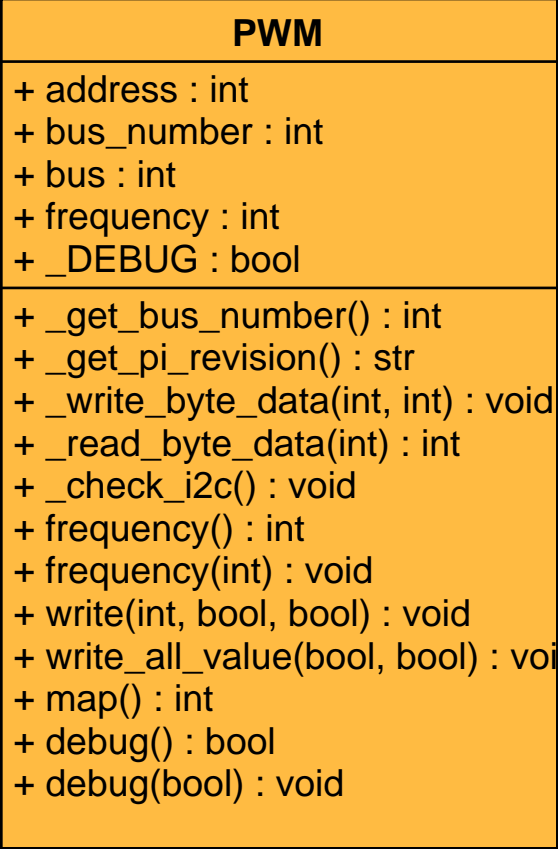 PWM
+ address : int
+ bus_number : int
+ bus : int
+ frequency : int
+ _DEBUG : bool
+ _get_bus_number() : int
+ _get_pi_revision() : str
+ _write_byte_data(int, int) : void
+ _read_byte_data(int) : int
+ _check_i2c() : void
+ frequency() : int
+ frequency(int) : void
+ write(int, bool, bool) : void
+ write_all_value(bool, bool) : voi
+ map() : int
+ debug() : bool
+ debug(bool) : void